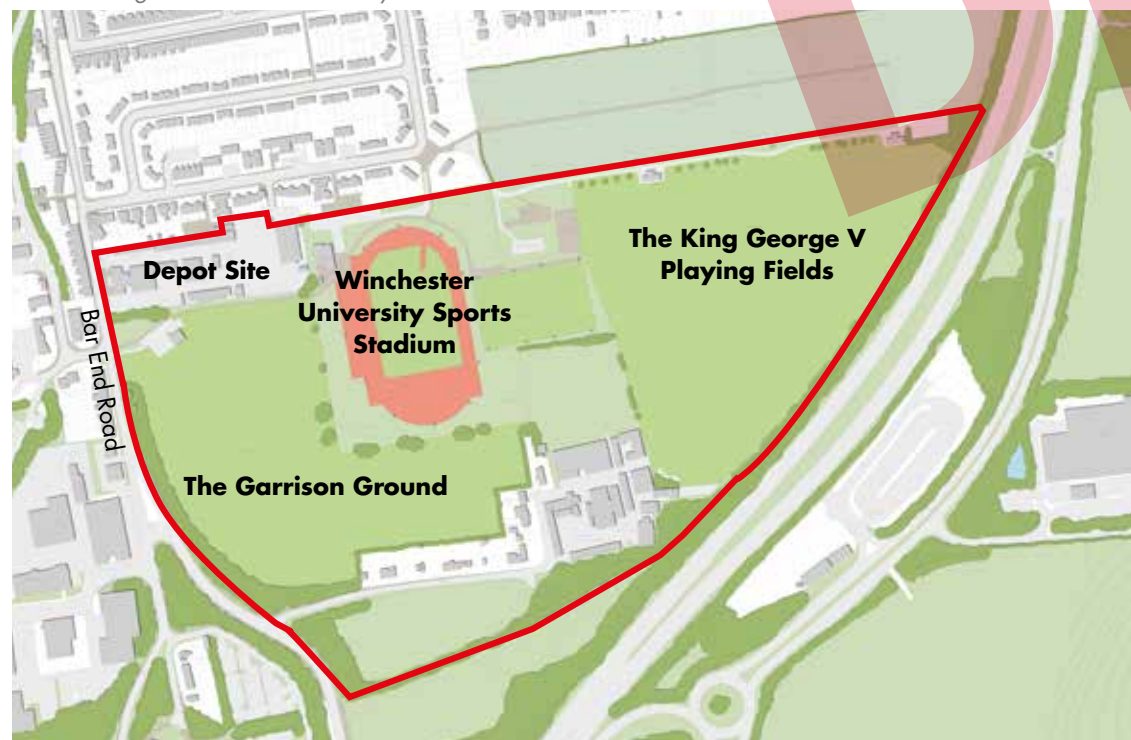 The King George V
Playing Fields
Depot Site
Winchester
University Sports
Stadium
Bar End Road
The Garrison Ground